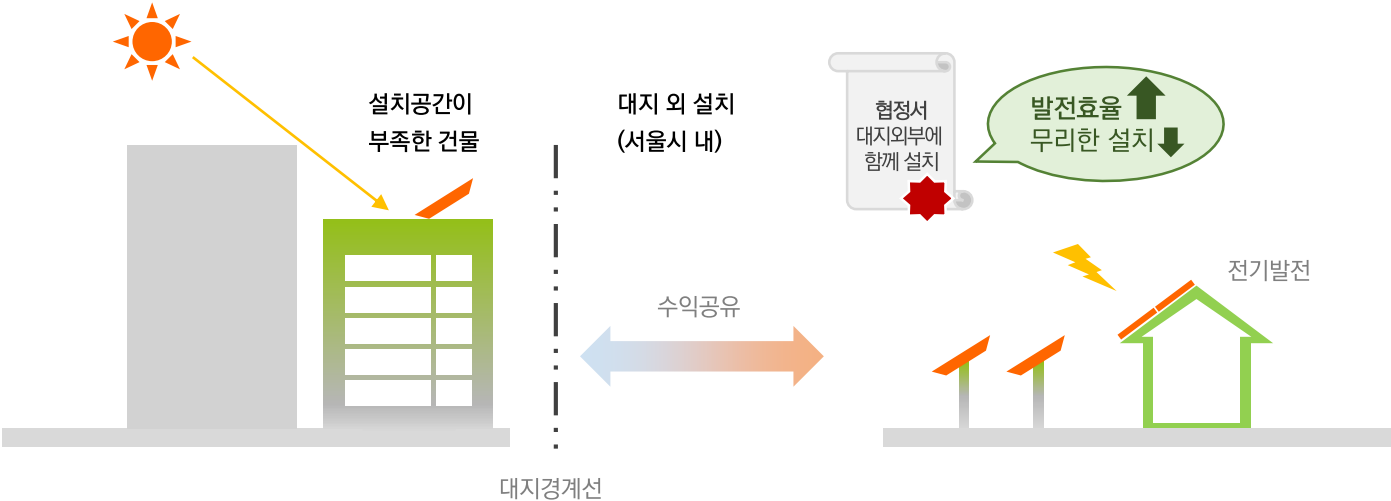 설치공간이
부족한 건물
대지 외 설치
(서울시 내)
협정서
대지외부에
함께 설치
발전효율
무리한 설치
수익공유
전기발전
대지경계선